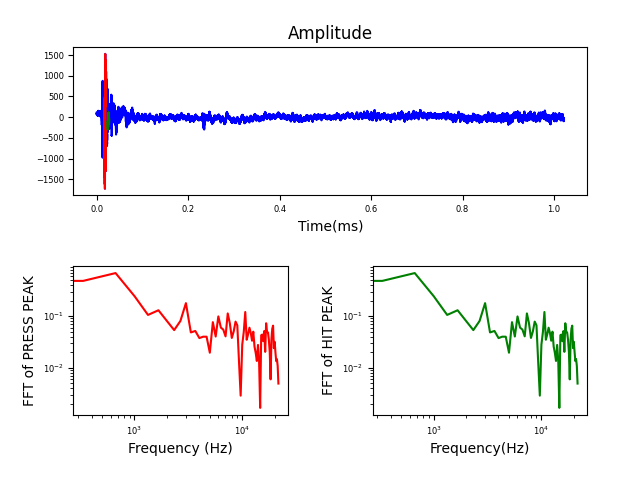 Amplitude
1500
1000
500
0
−500
−1000
−1500
0.0 0.2 0.4 0.6 0.8 1.0
Time(ms)
FFT of PRESS PEAK
10⁻¹
10⁻²
10³ 10⁴
Frequency (Hz)
FFT of HIT PEAK
10⁻¹
10⁻²
10³ 10⁴
Frequency(Hz)